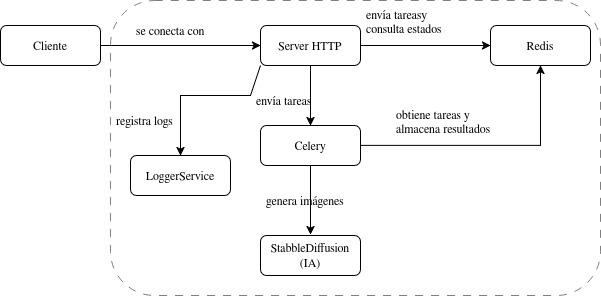 envía tareasy
consulta estados
Cliente
se conecta con
Server HTTP
Redis
envía tareas
registra logs
obtiene tareas y
almacena resultados
Celery
LoggerService
genera imágenes
StabbleDiffusion
(IA)